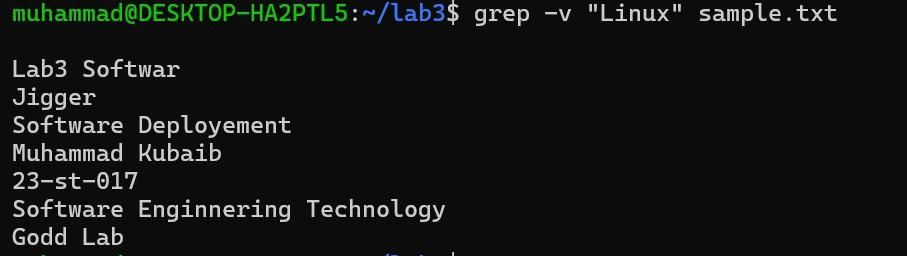 muhammad@DESKTOP-HA2PTL5:~/lab3$ grep -v "Linux" sample.txt
Lab3 Softwar
Jigger
Software Deployement
Muhammad Kubaib
23-st-017
Software Enginnering Technology
Godd Lab